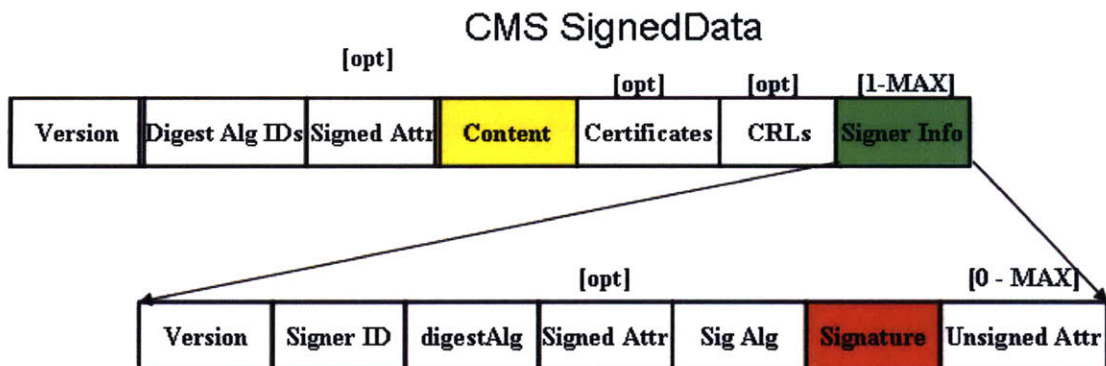 CMS SignedData
[opt]
[opt] [opt] [1-MAX]
Version Digest Alg IDs Signed Attr Content Certificates CRLs Signer Info
[opt] [0 - MAX]
Version Signer ID digestAlg Signed Attr Sig Alg Signature Unsigned Attr